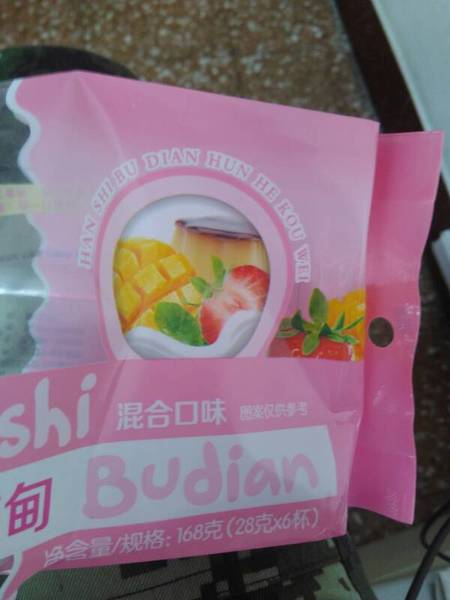 HAN SHI BU DIAN HUN HE KOU WEI
shi
混合口味 图案仅供参考
甸 Budian
净含量/规格: 168克(28克x6杯)